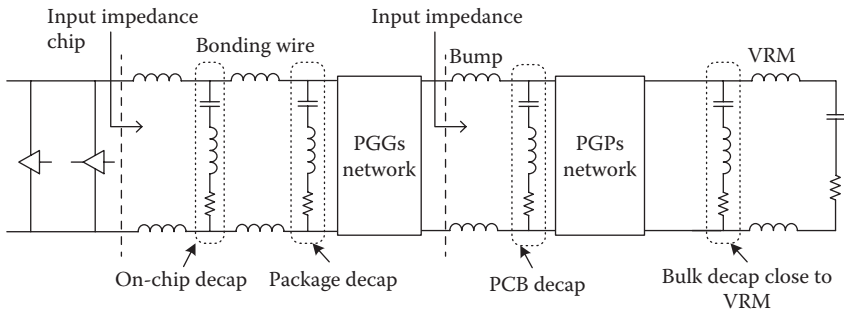 Input impedance
chip
Bonding wire
Input impedance
Bump
VRM
PGGs
network
PGPs
network
On-chip decap
Package decap
PCB decap
Bulk decap close to
VRM